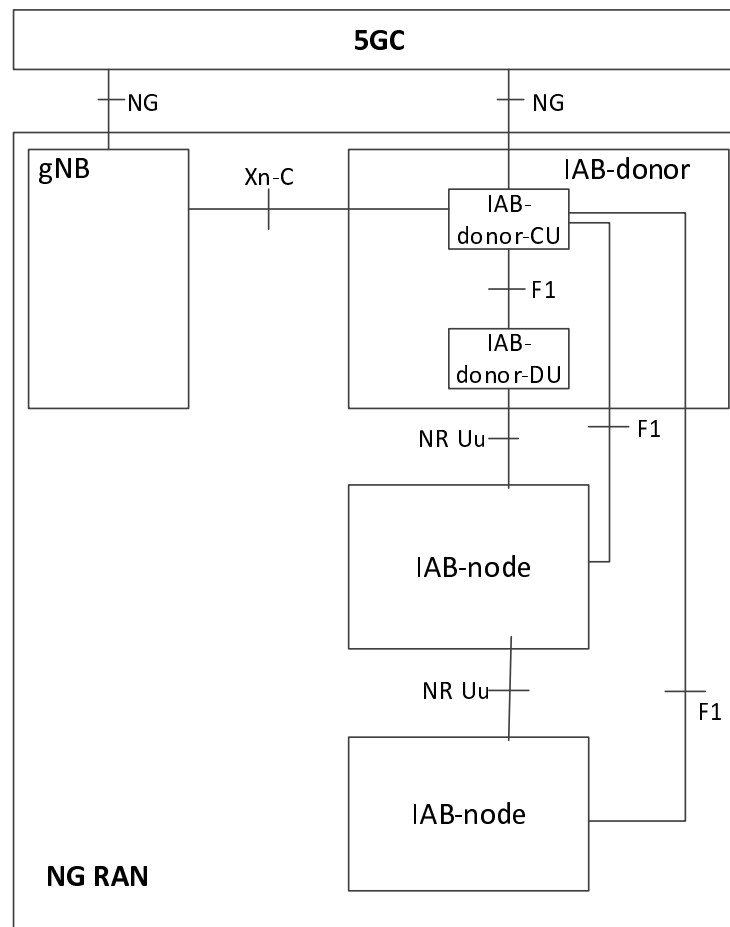 5GC
NG
NG
gNB
IAB-donor
Xn-C
IAB-
donor-CU
F1
IAB-
donor-DU
NR Uu
F1
IAB-node
NR Uu
F1
IAB-node
NG RAN